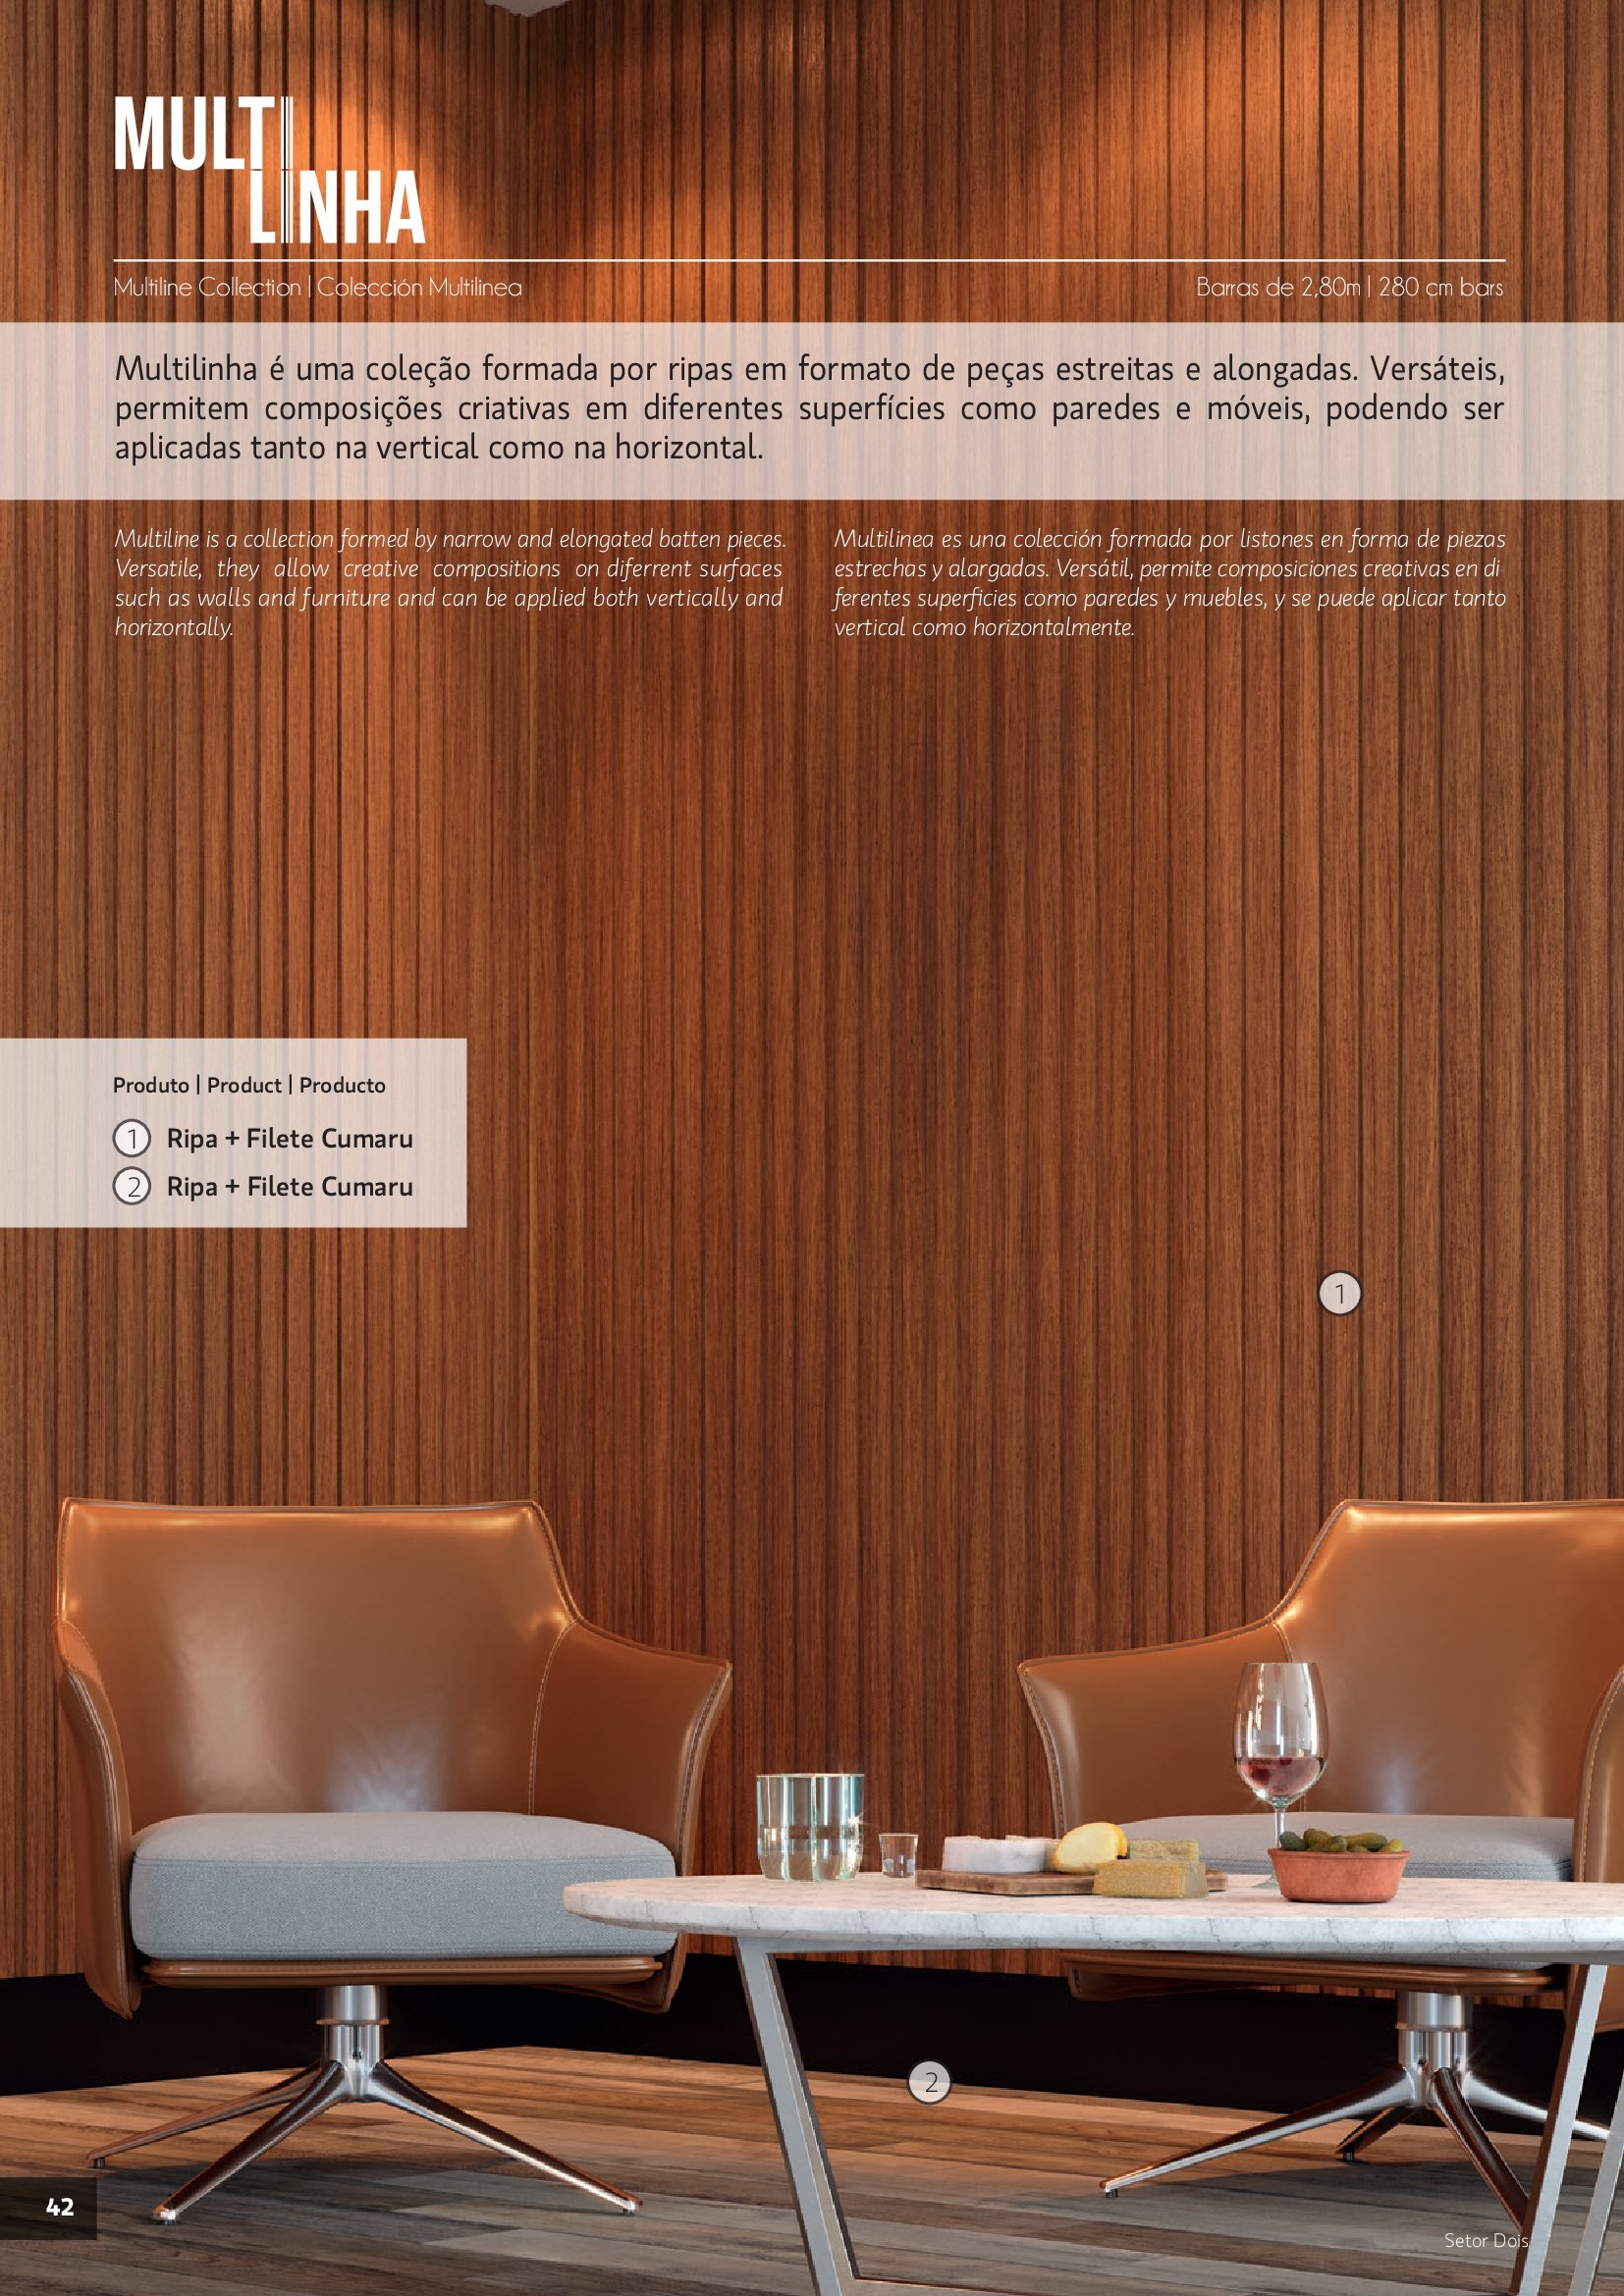 MULTI
LINHA
Multiline Collection | Colección Multilinea
Barras de 2,80m | 280 cm bars
Multilinha é uma coleção formada por ripas em formato de peças estreitas e alongadas. Versáteis,
permitem composições criativas em diferentes superfícies como paredes e móveis, podendo ser
aplicadas tanto na vertical como na horizontal.
Multiline is a collection formed by narrow and elongated batten pieces.
Versatile, they allow creative compositions on diferrent surfaces
such as walls and furniture and can be applied both vertically and
horizontally.
Multilinea es una colección formada por listones en forma de piezas
estrechas y alargadas. Versátil, permite composiciones creativas en di
ferentes superficies como paredes y muebles, y se puede aplicar tanto
vertical como horizontalmente.
Produto | Product | Producto
1 Ripa + Filete Cumaru
2 Ripa + Filete Cumaru
1
2
42
Setor Dois